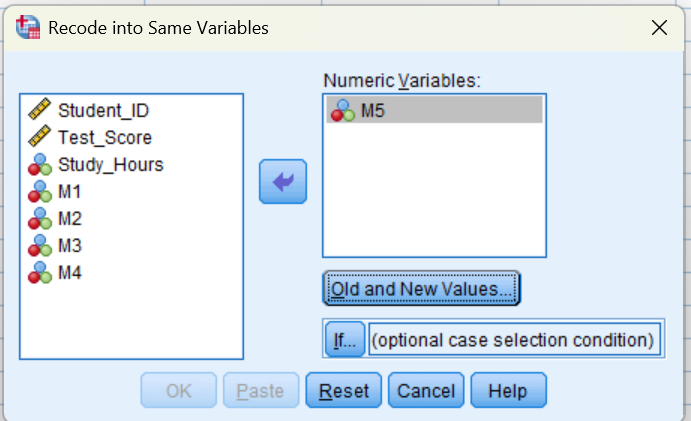 Recode into Same Variables
Numeric Variables:
Student_ID
Test_Score
Study_Hours
M1
M2
M3
M4
M5
Old and New Values...
If... (optional case selection condition)
OK Paste Reset Cancel Help